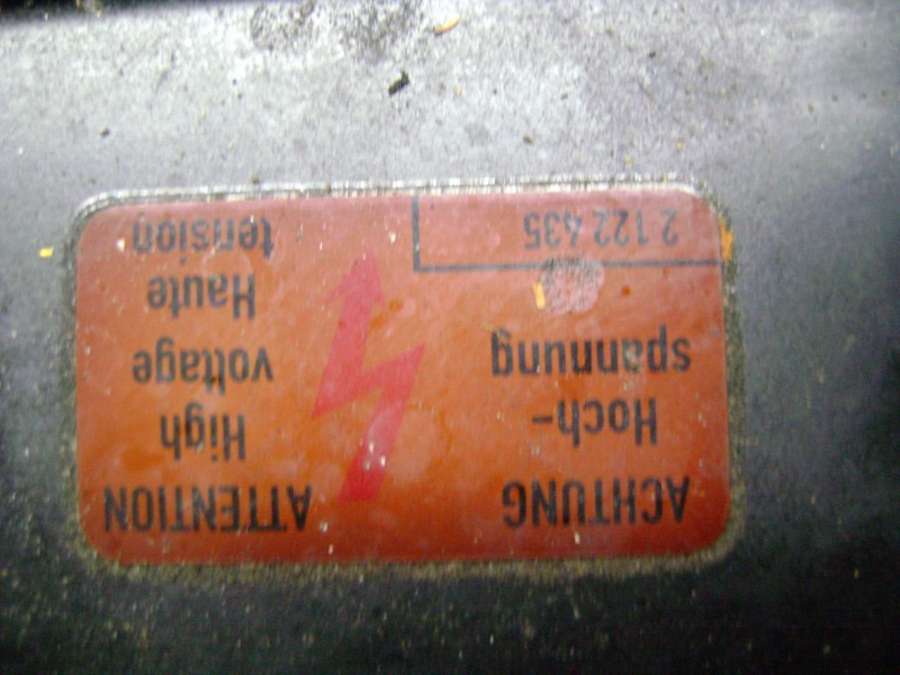 ACHTUNG
Hoch-
spannung
2 122 435
ATTENTION
High
voltage
Haute
tension